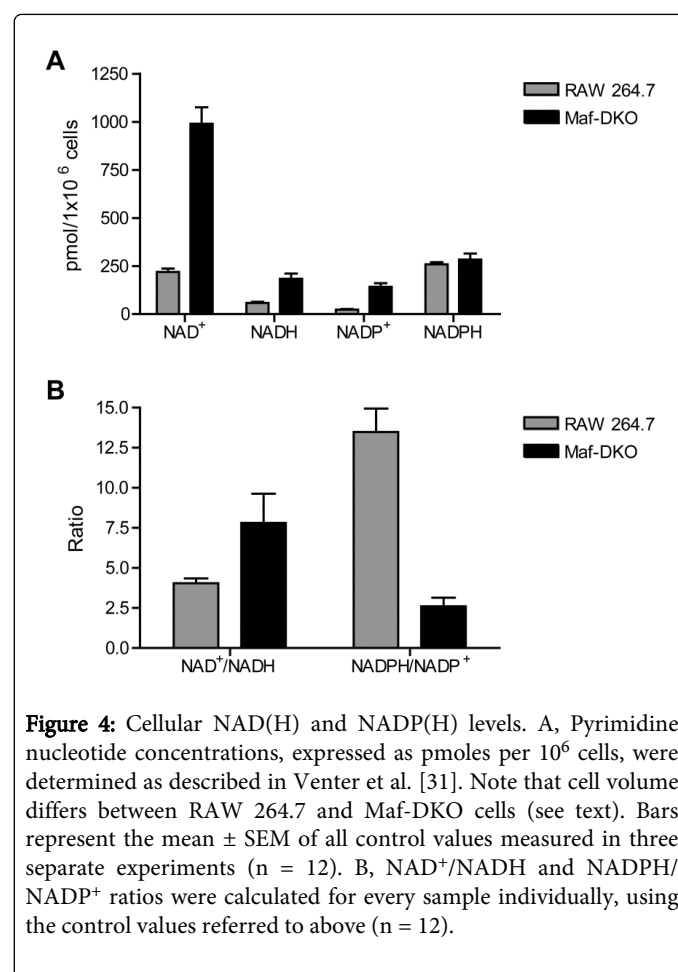 A
1250
1000
750
500
250
0
pmol/1x10⁶ cells
NAD⁺
NADH
NADP⁺
NADPH
RAW 264.7
Maf-DKO
B
15.0
12.5
10.0
7.5
5.0
2.5
0.0
Ratio
NAD⁺/NADH
NADPH/NADP⁺
RAW 264.7
Maf-DKO
Figure 4: Cellular NAD(H) and NADP(H) levels. A, Pyrimidine
nucleotide concentrations, expressed as pmoles per 10⁶ cells, were
determined as described in Venter et al. [31]. Note that cell volume
differs between RAW 264.7 and Maf-DKO cells (see text). Bars
represent the mean ± SEM of all control values measured in three
separate experiments (n = 12). B, NAD⁺/NADH and NADPH/
NADP⁺ ratios were calculated for every sample individually, using
the control values referred to above (n = 12).